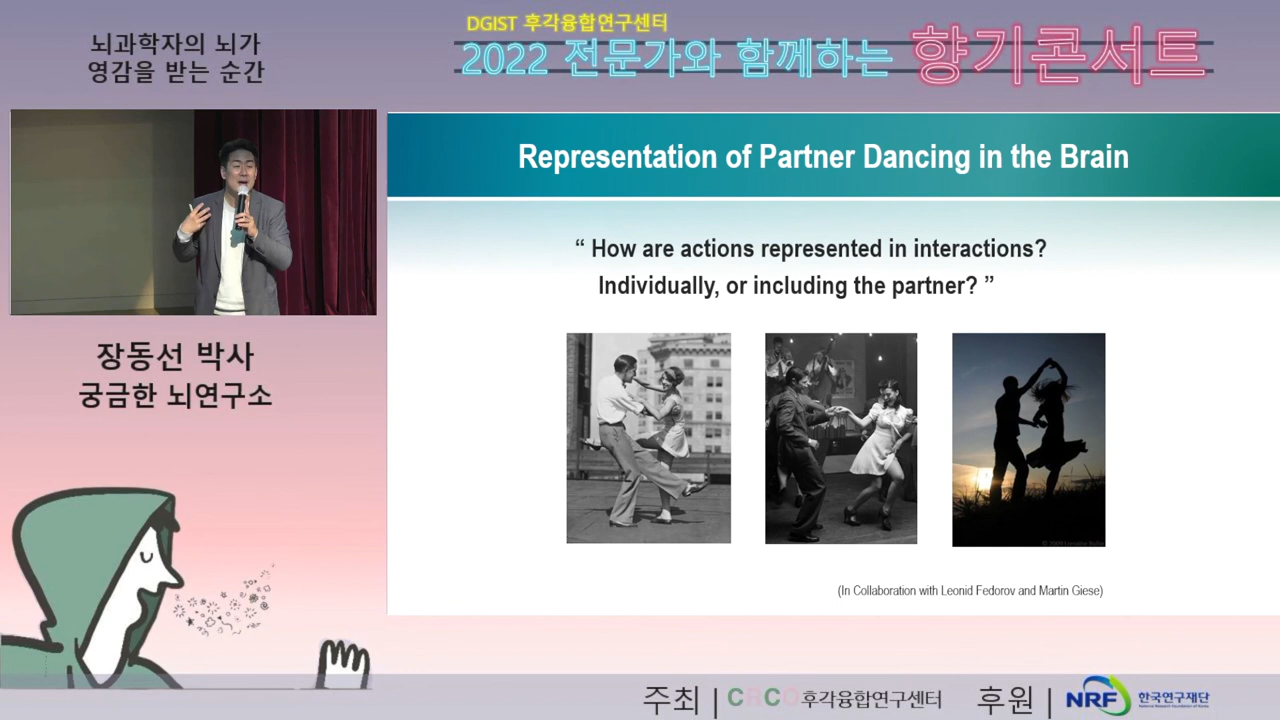 뇌과학자의 뇌가
영감을 받는 순간
DGIST 후각융합연구센터
2022 전문가와 함께하는 향기콘서트
Representation of Partner Dancing in the Brain
“ How are actions represented in interactions?
Individually, or including the partner? ”
장동선 박사
궁금한 뇌연구소
(In Collaboration with Leonid Fedorov and Martin Giese)
주최 | CRCO 후각융합연구센터 후원 | NRF 한국연구재단
National Research Foundation of Korea